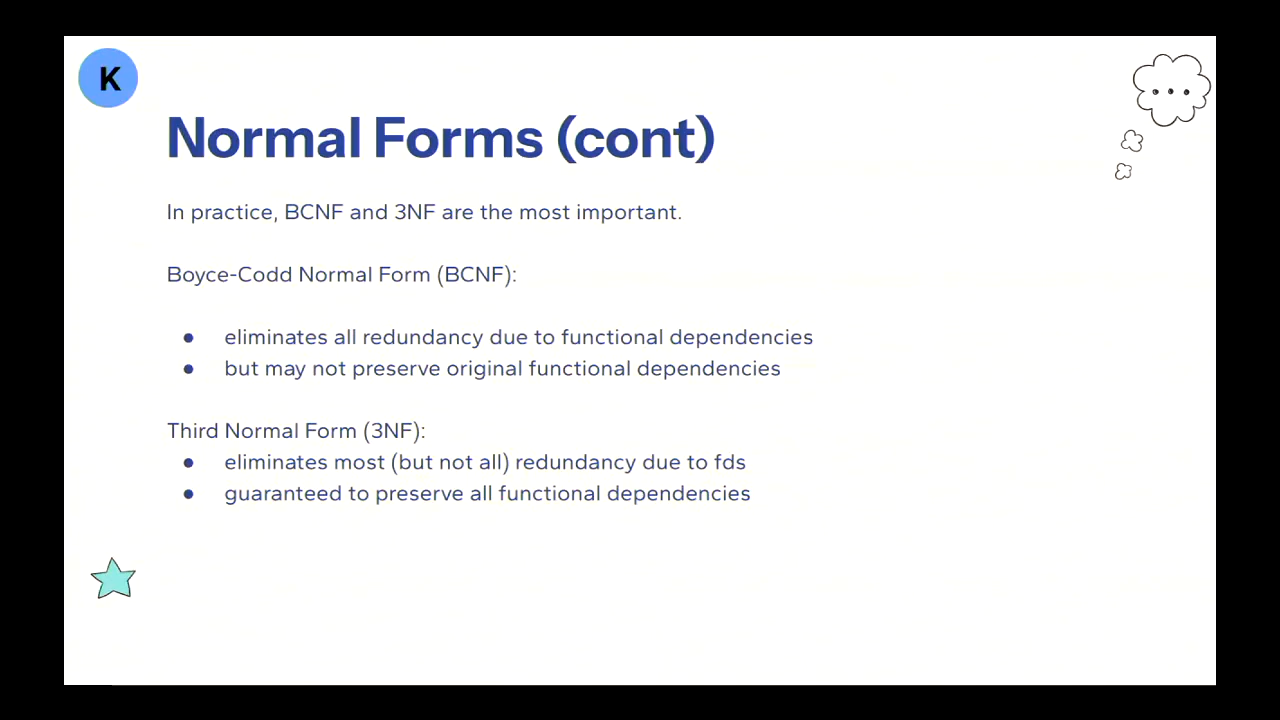 K
Normal Forms (cont)
In practice, BCNF and 3NF are the most important.
Boyce-Codd Normal Form (BCNF):
● eliminates all redundancy due to functional dependencies
● but may not preserve original functional dependencies
Third Normal Form (3NF):
● eliminates most (but not all) redundancy due to fds
● guaranteed to preserve all functional dependencies